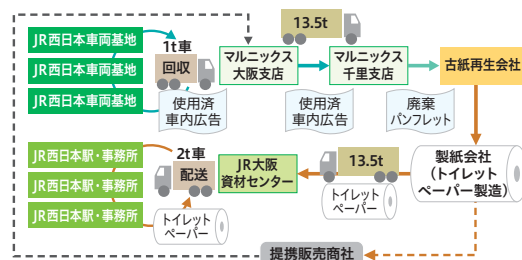 JR西日本車両基地
JR西日本車両基地
JR西日本車両基地
1t車
回収
使用済
車内広告
マルニックス
大阪支店
13.5t
使用済
車内広告
マルニックス
千里支店
廃棄
パンフレット
古紙再生会社
製紙会社
(トイレット
ペーパー製造)
13.5t
トイレット
ペーパー
JR大阪
資材センター
2t車
配送
トイレット
ペーパー
JR西日本駅・事務所
JR西日本駅・事務所
JR西日本駅・事務所
提携販売商社